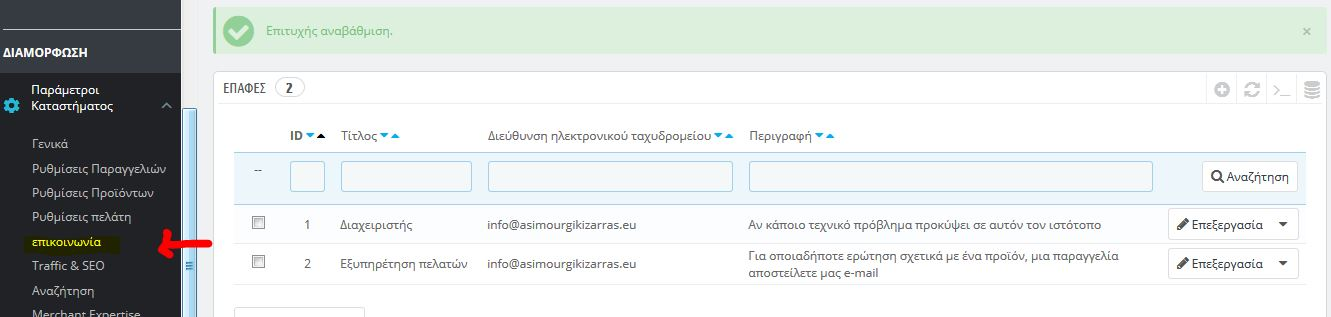 ΔΙΑΜΟΡΦΩΣΗ
Παράμετροι
Καταστήματος
Γενικά
Ρυθμίσεις Παραγγελιών
Ρυθμίσεις Προϊόντων
Ρυθμίσεις πελάτη
επικοινωνία
Traffic & SEO
Αναζήτηση
Merchant Expertise
Επιτυχής αναβάθμιση.
×
ΕΠΑΦΕΣ 2
ID Τίτλος Διεύθυνση ηλεκτρονικού ταχυδρομείου Περιγραφή
-- Αναζήτηση
1 Διαχειριστής info@asimourgikizarras.eu Αν κάποιο τεχνικό πρόβλημα προκύψει σε αυτόν τον ιστότοπο Επεξεργασία
2 Εξυπηρέτηση πελατών info@asimourgikizarras.eu Για οποιαδήποτε ερώτηση σχετικά με ένα προϊόν, μια παραγγελία
αποστείλετε μας e-mail Επεξεργασία